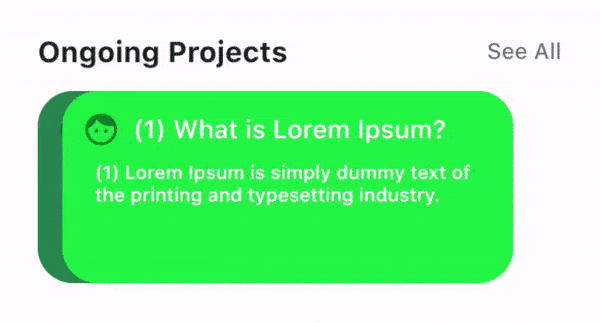 Ongoing Projects
See All
(1) What is Lorem Ipsum?
(1) Lorem Ipsum is simply dummy text of
the printing and typesetting industry.